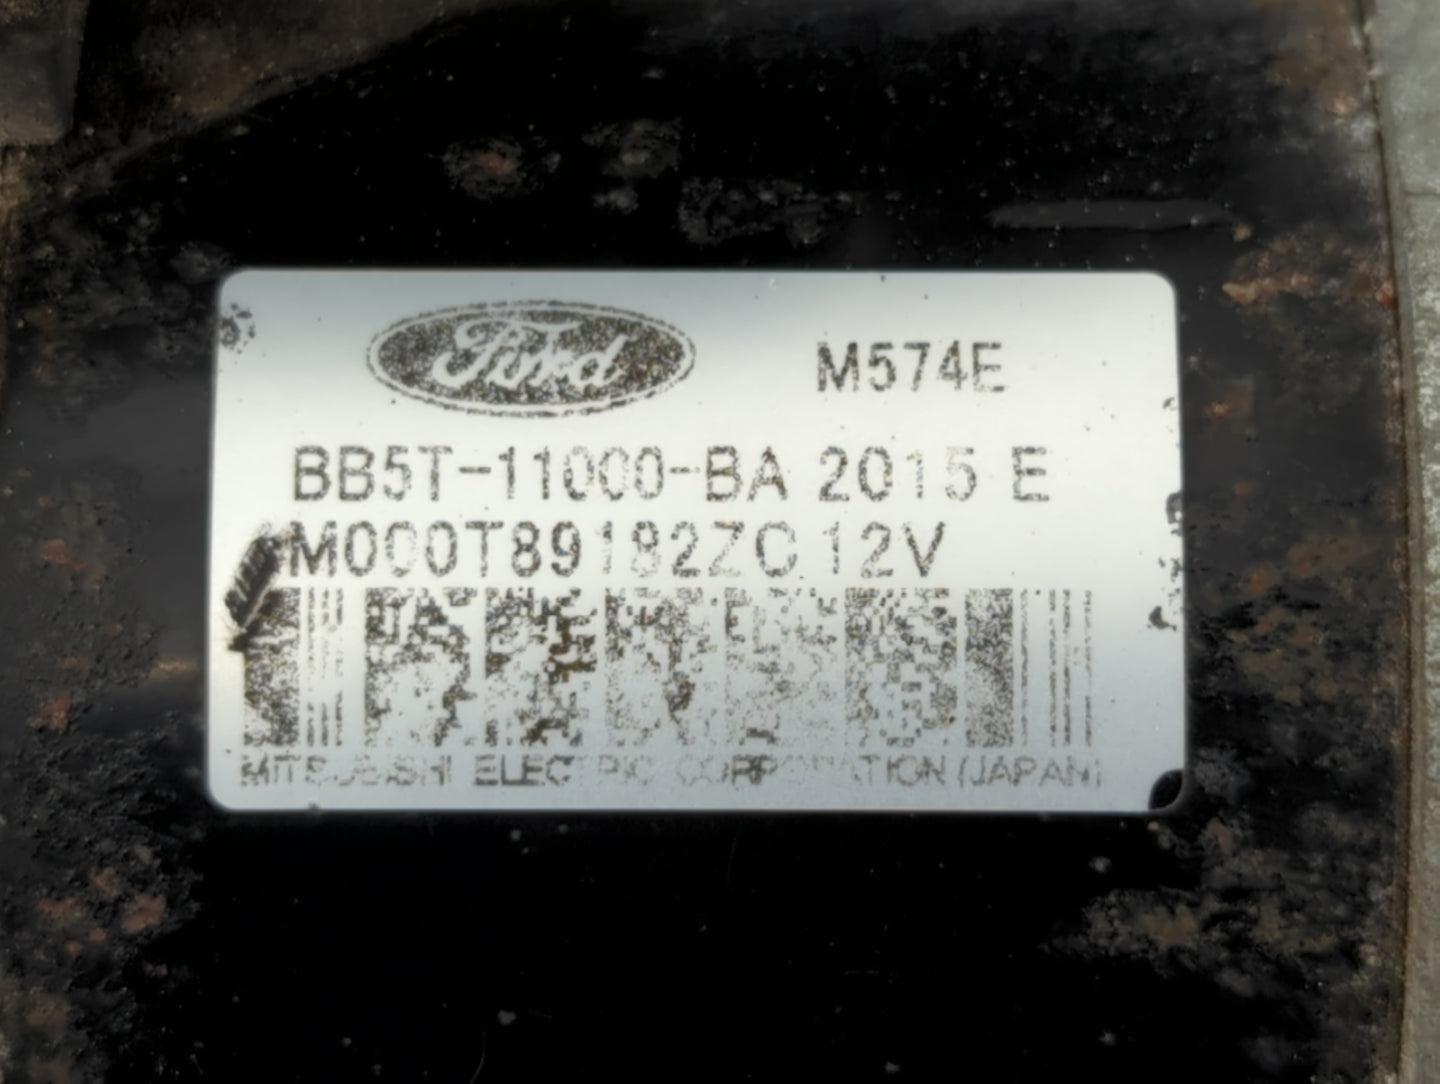 Ford M574E
BB5T-11000-BA 2015 E
M000T89182ZC 12V
MITSUBISHI ELECTRIC CORPORATION (JAPAN)